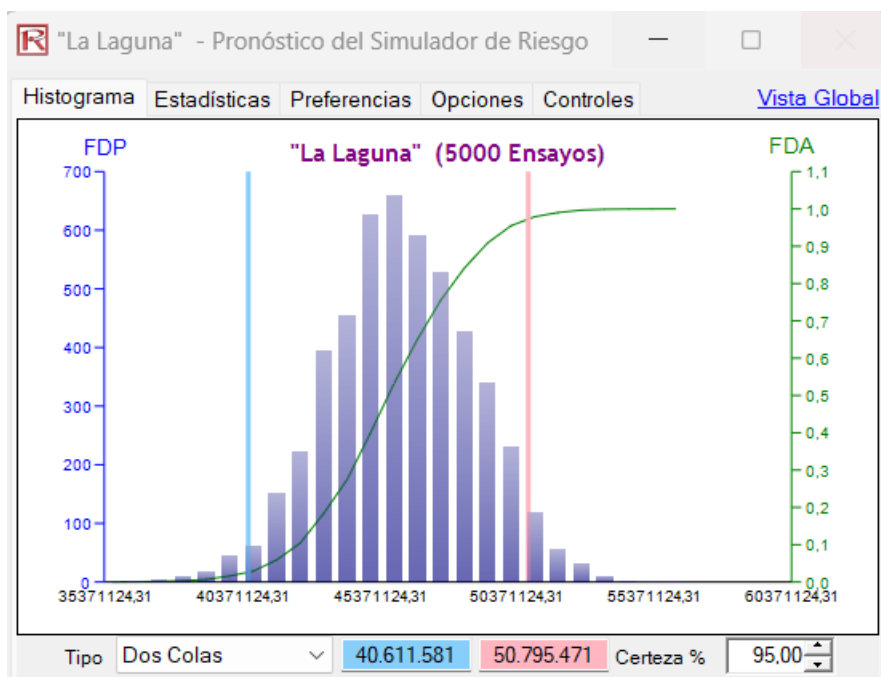 "La Laguna" - Pronóstico del Simulador de Riesgo
Histograma Estadísticas Preferencias Opciones Controles Vista Global
FDP "La Laguna" (5000 Ensayos) FDA
700 1,1
600 1,0
500 0,9
400 0,8
300 0,7
200 0,6
100 0,5
0 0,4
0,3
0,2
0,1
0,0
35371124,31 40371124,31 45371124,31 50371124,31 55371124,31 60371124,31
Tipo Dos Colas 40.611.581 50.795.471 Certeza % 95,00